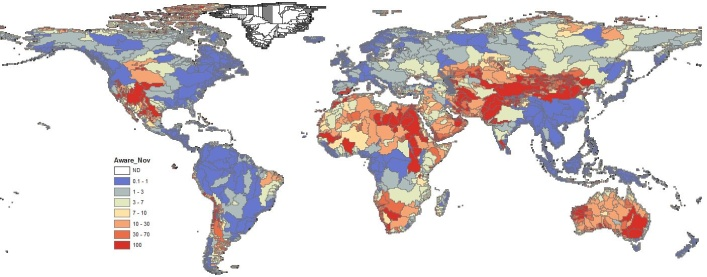 Aware_Nov
ND
0.1 - 1
1 - 3
3 - 7
7 - 10
10 - 30
30 - 70
100